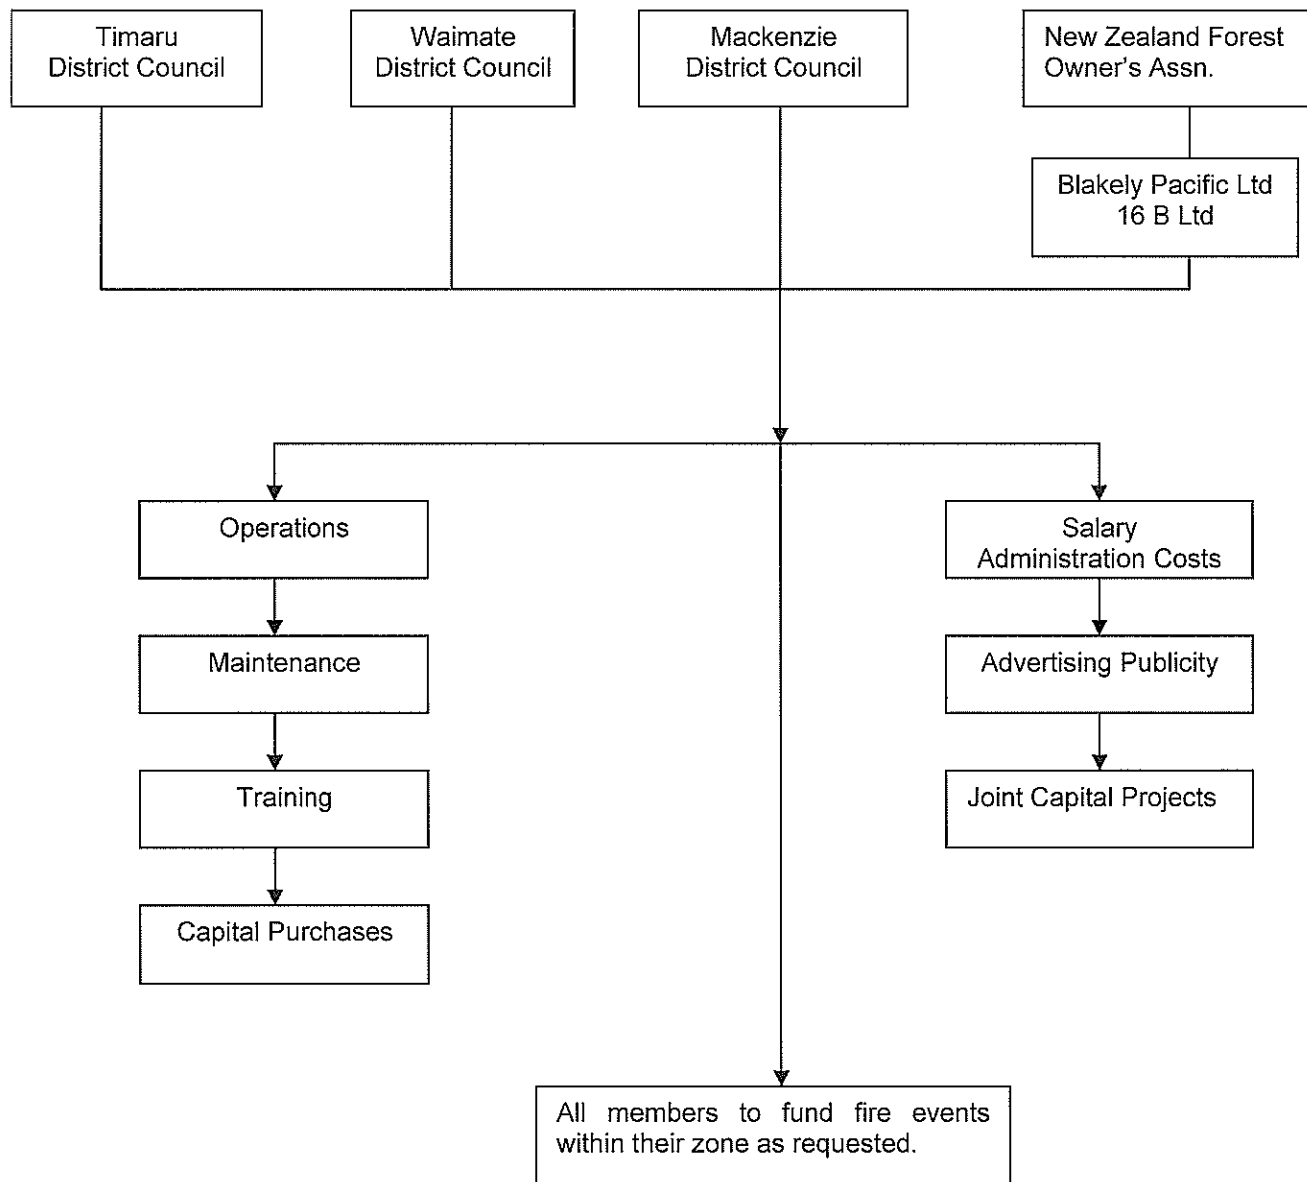 Timaru
District Council
Waimate
District Council
Mackenzie
District Council
New Zealand Forest
Owner's Assn.
Blakely Pacific Ltd
16 B Ltd
Operations
Maintenance
Training
Capital Purchases
Salary
Administration Costs
Advertising Publicity
Joint Capital Projects
All members to fund fire events
within their zone as requested.